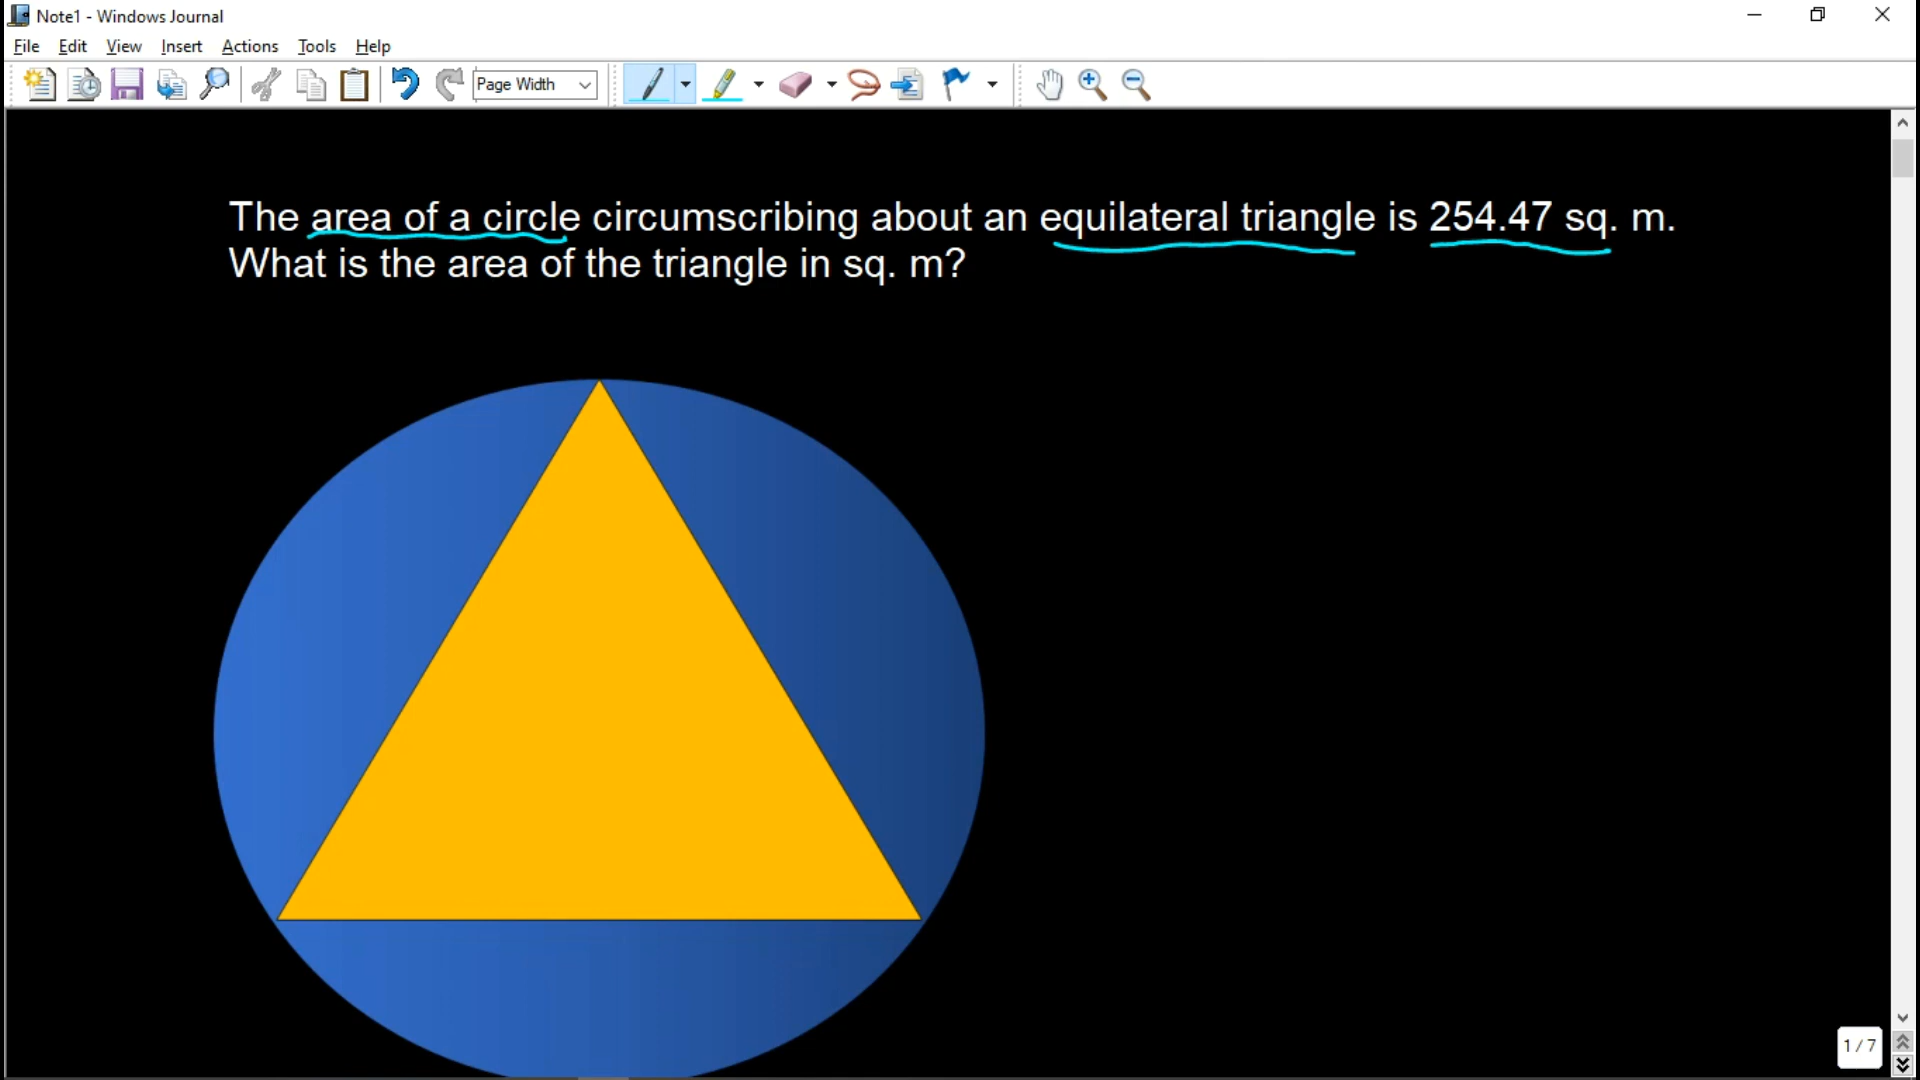 Note1 - Windows Journal
File Edit View Insert Actions Tools Help
Page Width
The area of a circle circumscribing about an equilateral triangle is 254.47 sq. m.
What is the area of the triangle in sq. m?
1 / 7